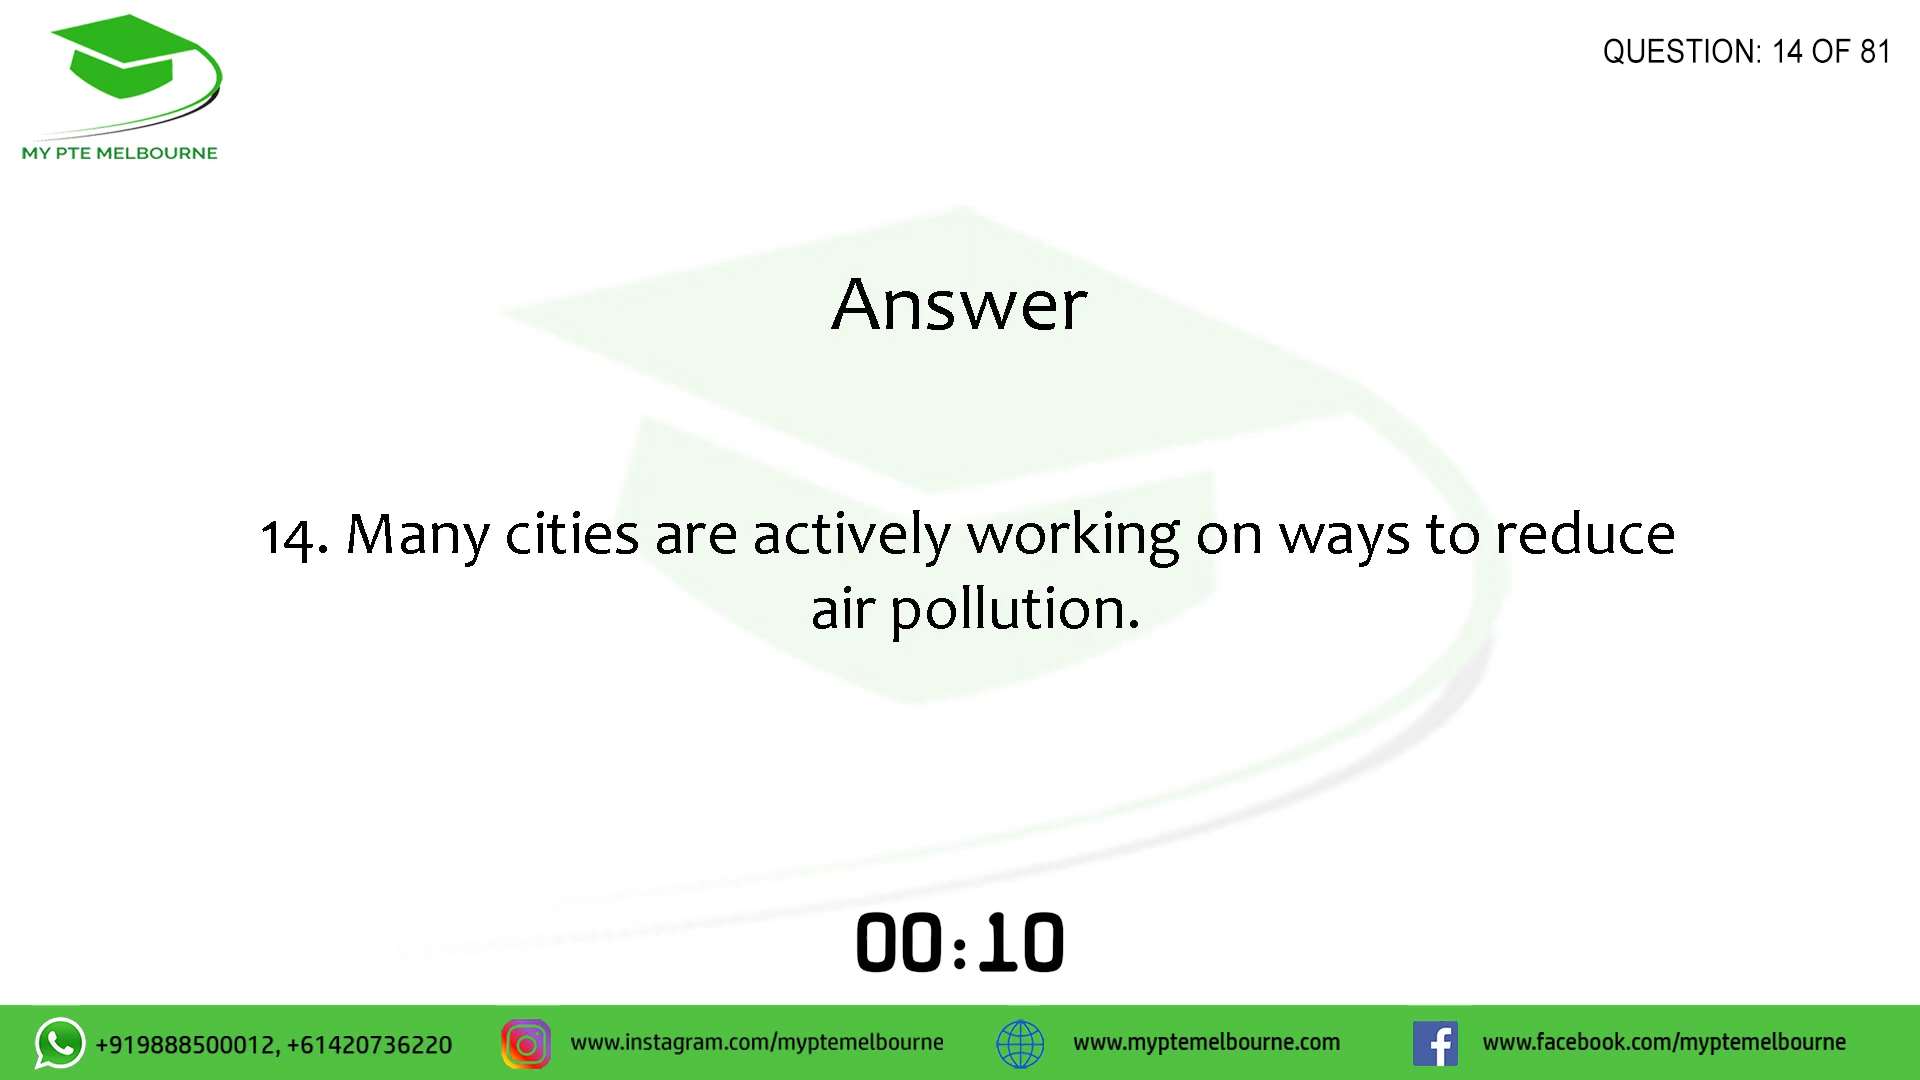 MY PTE MELBOURNE
QUESTION: 14 OF 81
Answer
14. Many cities are actively working on ways to reduce
air pollution.
00:10
+919888500012, +61420736220
www.instagram.com/myptemelbourne
www.myptemelbourne.com
www.facebook.com/myptemelbourne